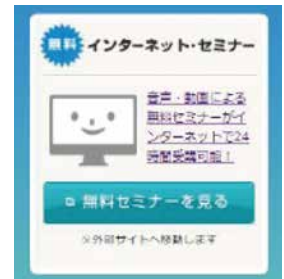 無料
インターネット・セミナー
音声・動画による
無料セミナーがイ
ンターネットで24
時間受講可能！
無料セミナーを見る
※外部サイトへ移動します